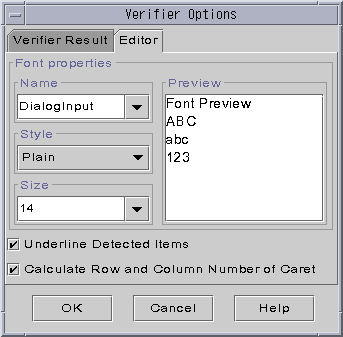 Verifier Options
Verifier Result
Editor
Font properties
Name
DialogInput
Style
Plain
Size
14
Preview
Font Preview
ABC
abc
123
Underline Detected Items
Calculate Row and Column Number of Caret
OK
Cancel
Help